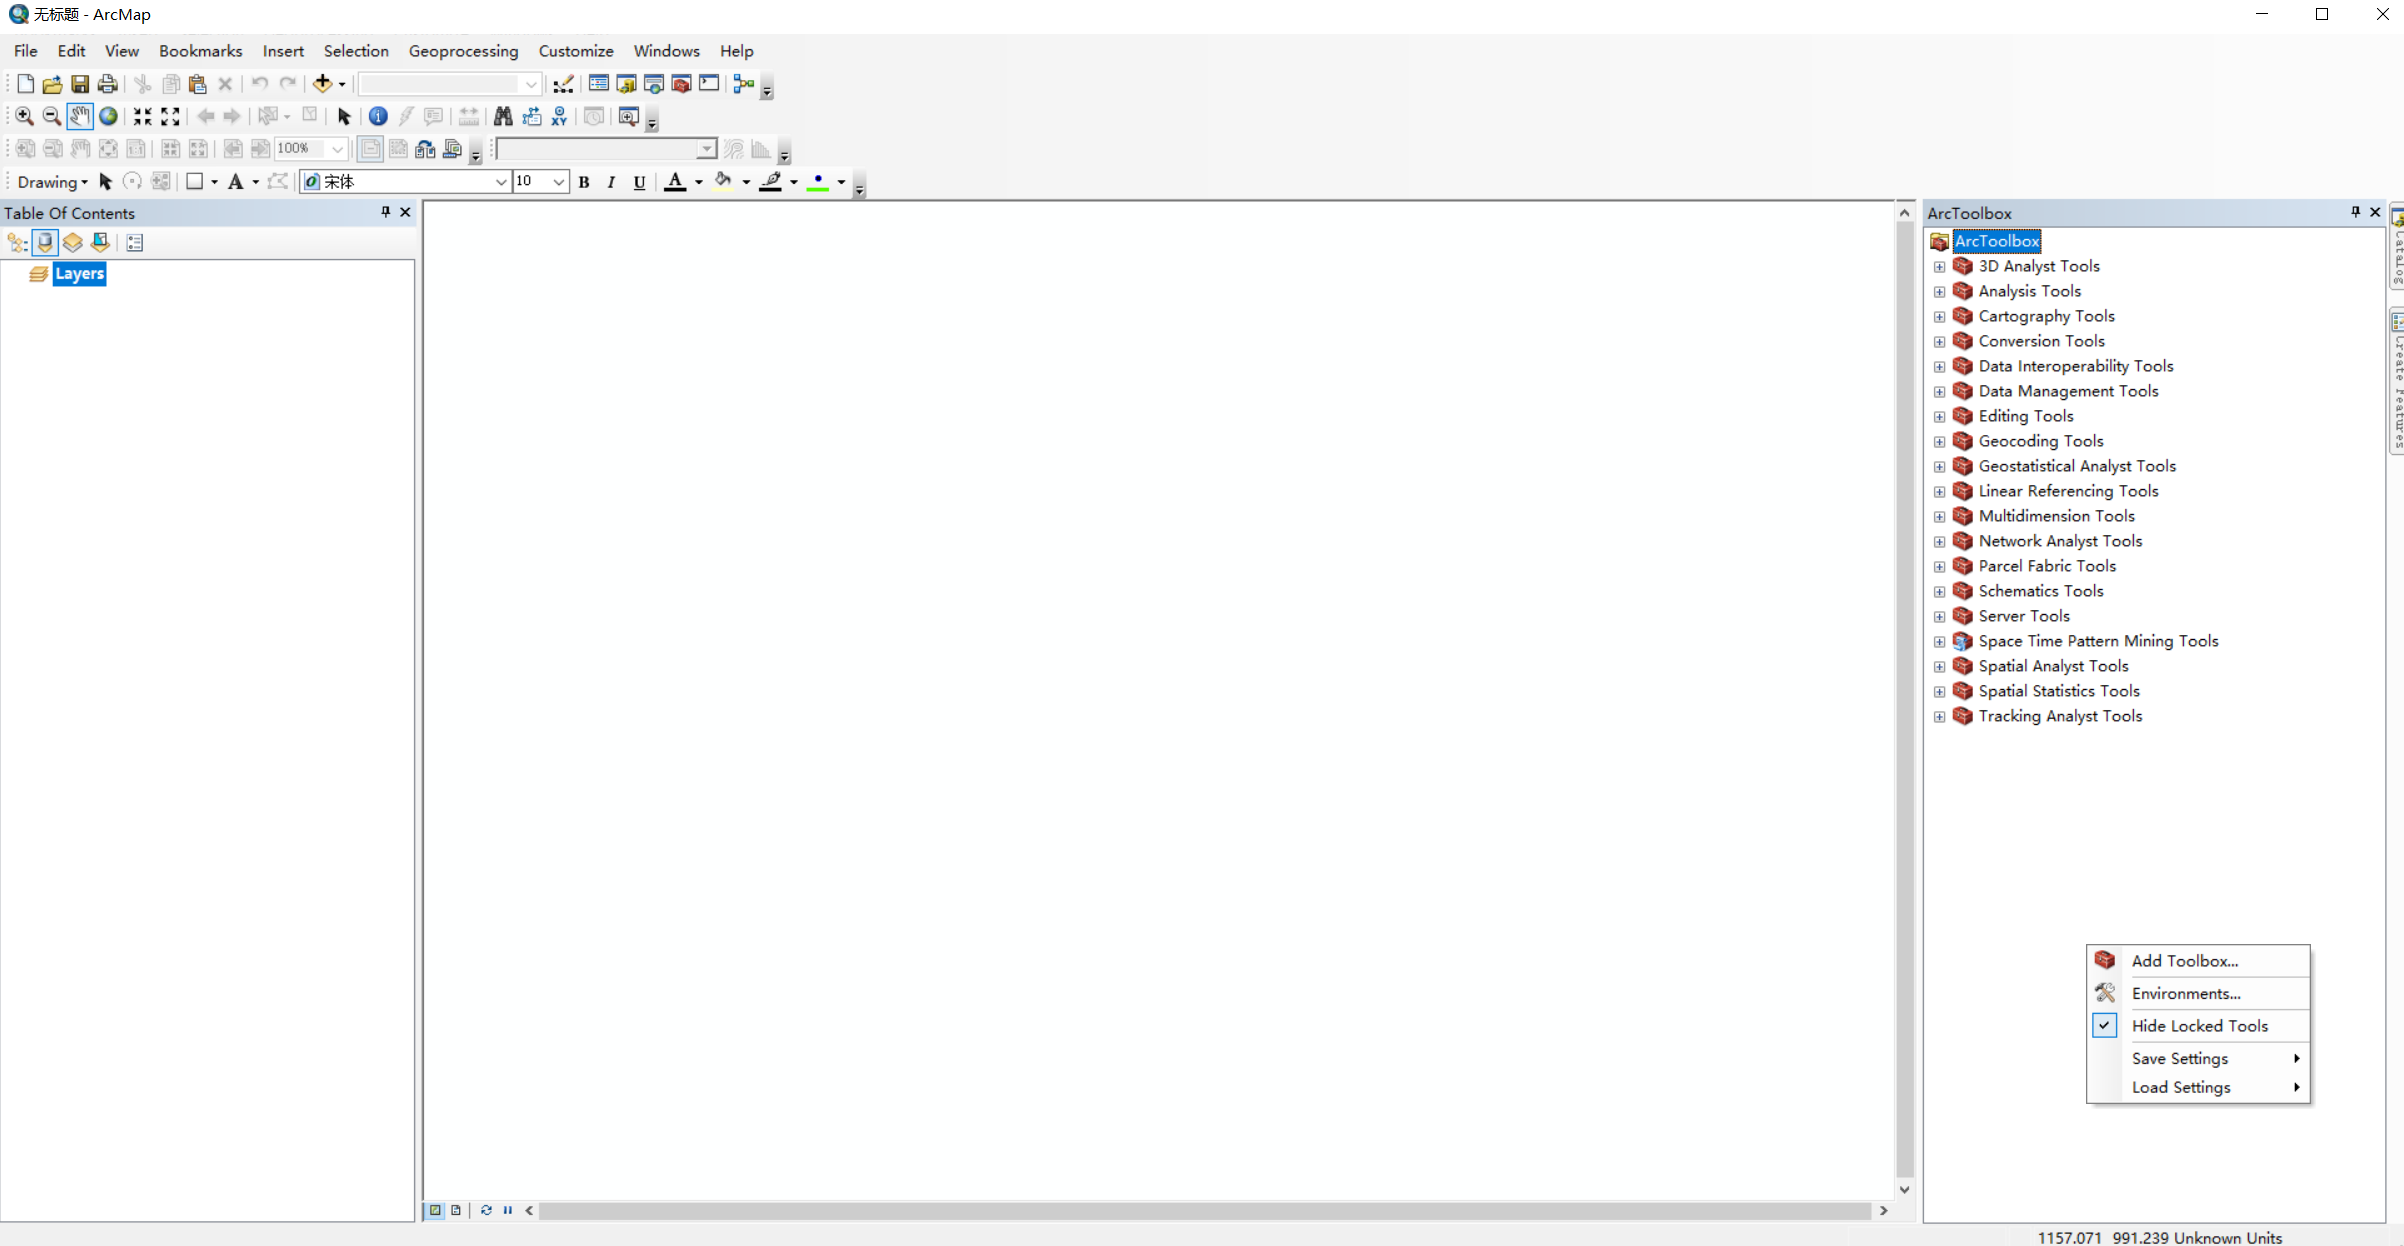 无标题 - ArcMap
File Edit View Bookmarks Insert Selection Geoprocessing Customize Windows Help
XY
100%
Drawing A 宋体 10 B I U A
Table Of Contents
Layers
ArcToolbox
ArcToolbox
3D Analyst Tools
Analysis Tools
Cartography Tools
Conversion Tools
Data Interoperability Tools
Data Management Tools
Editing Tools
Geocoding Tools
Geostatistical Analyst Tools
Linear Referencing Tools
Multidimension Tools
Network Analyst Tools
Parcel Fabric Tools
Schematics Tools
Server Tools
Space Time Pattern Mining Tools
Spatial Analyst Tools
Spatial Statistics Tools
Tracking Analyst Tools
Catalog
Create Features
Add Toolbox...
Environments...
Hide Locked Tools
Save Settings
Load Settings
1157.071 991.239 Unknown Units